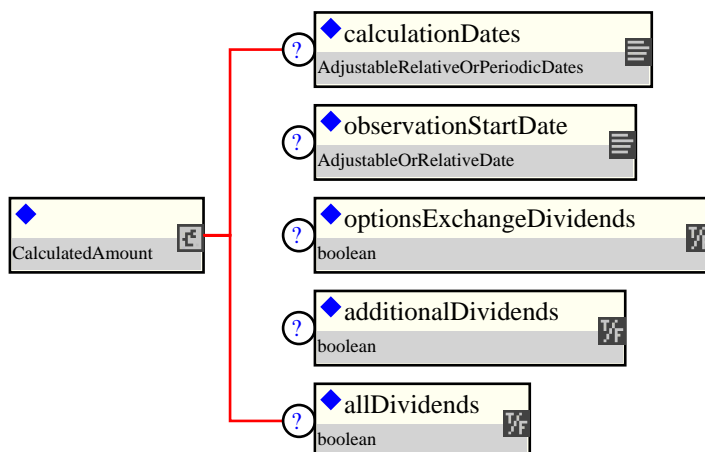 ?
calculationDates
AdjustableRelativeOrPeriodicDates
?
observationStartDate
AdjustableOrRelativeDate
CalculatedAmount
?
optionsExchangeDividends
boolean
?
additionalDividends
boolean
T/F
?
allDividends
boolean
T/F